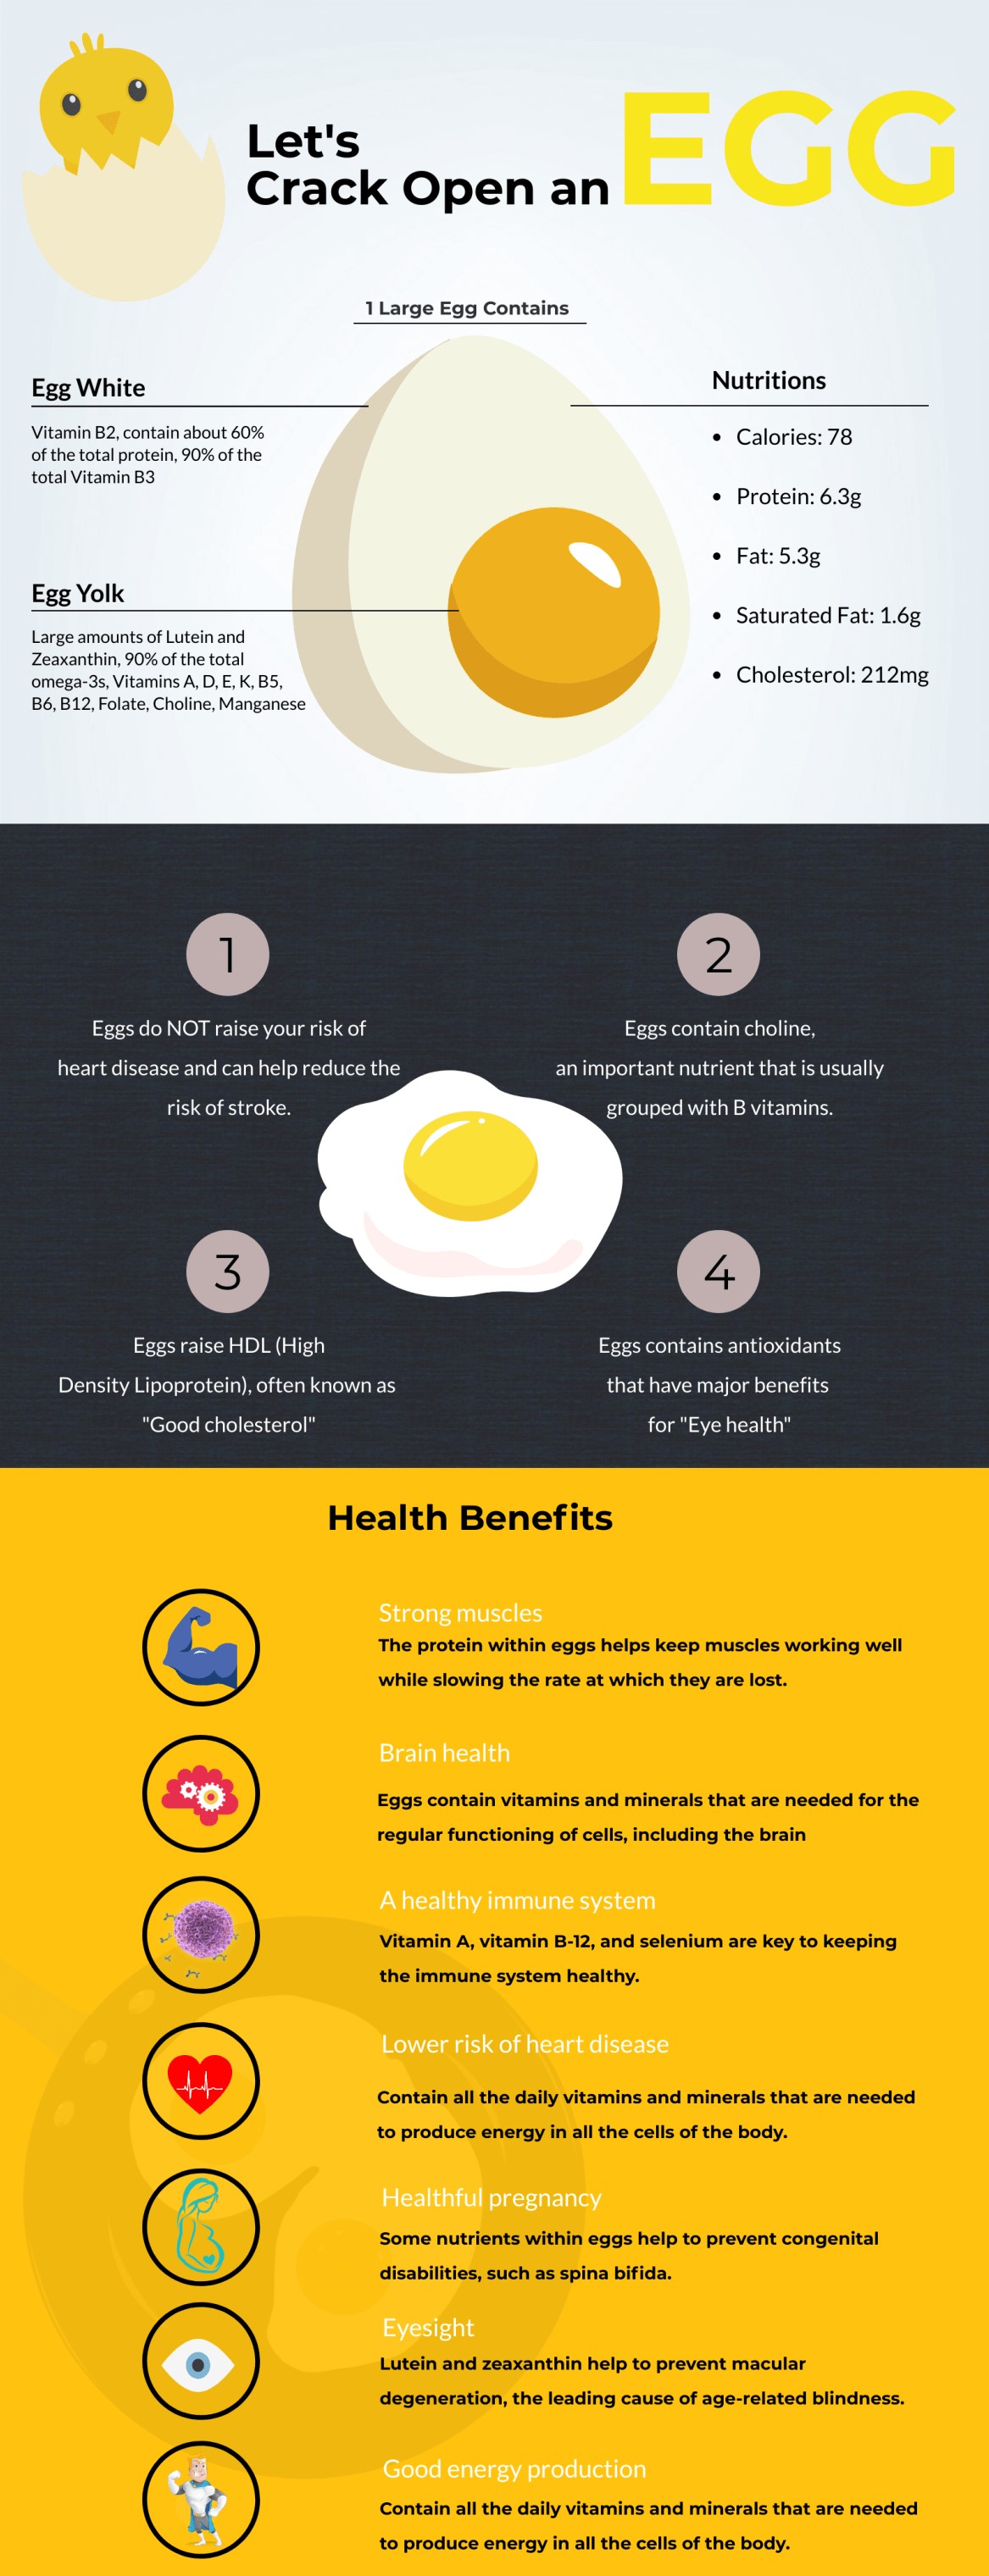 Let's
Crack Open an EGG
1 Large Egg Contains
Egg White
Vitamin B2, contain about 60%
of the total protein, 90% of the
total Vitamin B3
Egg Yolk
Large amounts of Lutein and
Zeaxanthin, 90% of the total
omega-3s, Vitamins A, D, E, K, B5,
B6, B12, Folate, Choline, Manganese
Nutritions
• Calories: 78
• Protein: 6.3g
• Fat: 5.3g
• Saturated Fat: 1.6g
• Cholesterol: 212mg
1
Eggs do NOT raise your risk of
heart disease and can help reduce the
risk of stroke.
2
Eggs contain choline,
an important nutrient that is usually
grouped with B vitamins.
3
Eggs raise HDL (High
Density Lipoprotein), often known as
"Good cholesterol"
4
Eggs contains antioxidants
that have major benefits
for "Eye health"
Health Benefits
Strong muscles
The protein within eggs helps keep muscles working well
while slowing the rate at which they are lost.
Brain health
Eggs contain vitamins and minerals that are needed for the
regular functioning of cells, including the brain
A healthy immune system
Vitamin A, vitamin B-12, and selenium are key to keeping
the immune system healthy.
Lower risk of heart disease
Contain all the daily vitamins and minerals that are needed
to produce energy in all the cells of the body.
Healthful pregnancy
Some nutrients within eggs help to prevent congenital
disabilities, such as spina bifida.
Eyesight
Lutein and zeaxanthin help to prevent macular
degeneration, the leading cause of age-related blindness.
Good energy production
Contain all the daily vitamins and minerals that are needed
to produce energy in all the cells of the body.